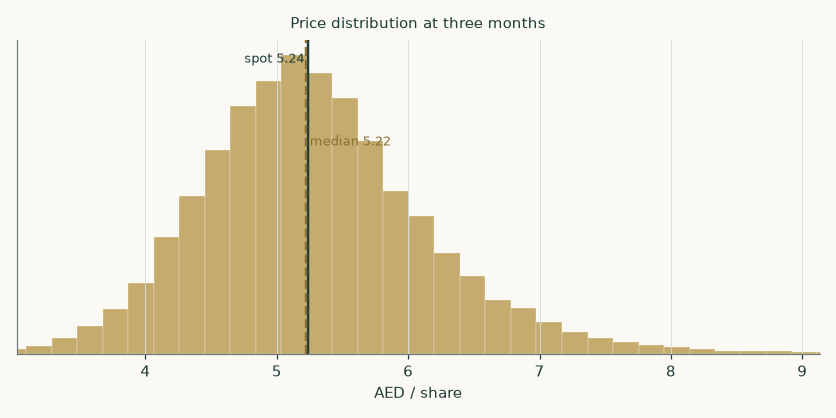 Price distribution at three months
spot 5.24
median 5.22
4 5 6 7 8 9
AED / share